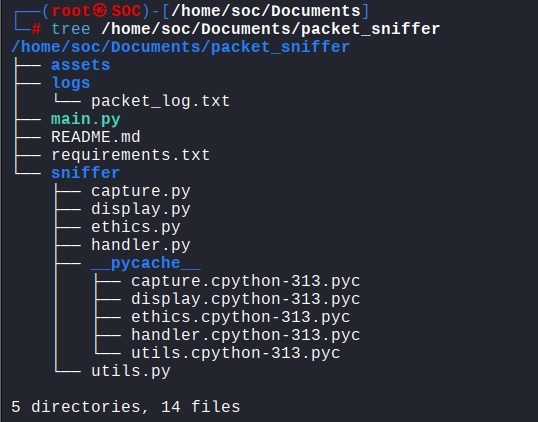 ┌──(root㉿SOC)-[/home/soc/Documents]
└─# tree /home/soc/Documents/packet_sniffer
/home/soc/Documents/packet_sniffer
├── assets
├── logs
│   └── packet_log.txt
├── main.py
├── README.md
├── requirements.txt
└── sniffer
    ├── capture.py
    ├── display.py
    ├── ethics.py
    ├── handler.py
    ├── __pycache__
    │   ├── capture.cpython-313.pyc
    │   ├── display.cpython-313.pyc
    │   ├── ethics.cpython-313.pyc
    │   ├── handler.cpython-313.pyc
    │   └── utils.cpython-313.pyc
    └── utils.py

5 directories, 14 files